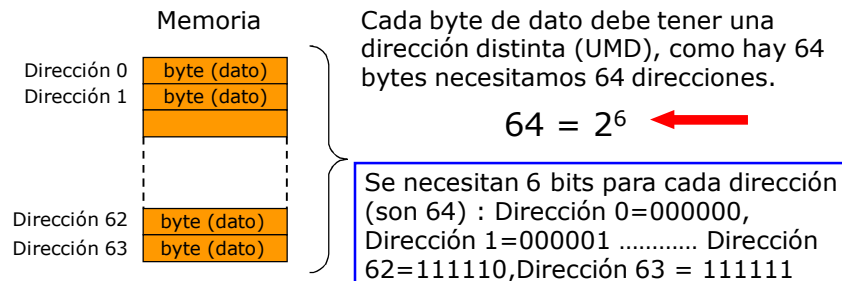 Memoria
Dirección 0 byte (dato)
Dirección 1 byte (dato)
Dirección 62 byte (dato)
Dirección 63 byte (dato)
Cada byte de dato debe tener una
dirección distinta (UMD), como hay 64
bytes necesitamos 64 direcciones.
64 = 2⁶
Se necesitan 6 bits para cada dirección
(son 64) : Dirección 0=000000,
Dirección 1=000001 ............ Dirección
62=111110,Dirección 63 = 111111